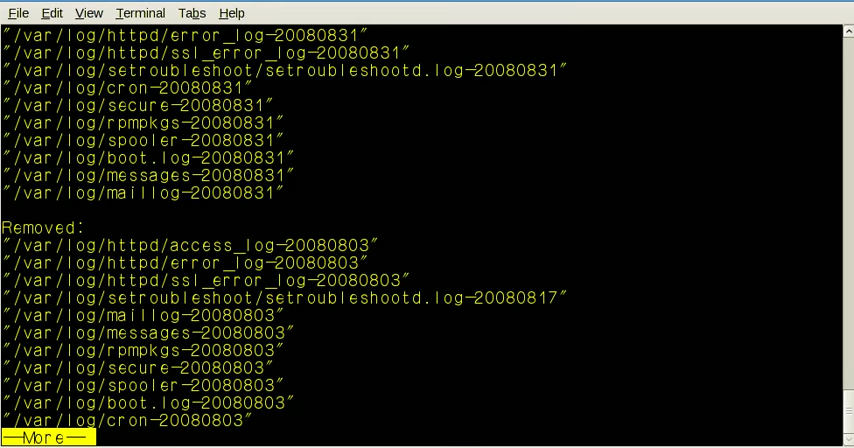 File Edit View Terminal Tabs Help
"/var/log/httpd/error_log-20080831"
"/var/log/httpd/ssl_error_log-20080831"
"/var/log/setroubleshoot/setroubleshootd.log-20080831"
"/var/log/cron-20080831"
"/var/log/secure-20080831"
"/var/log/rpmpkgs-20080831"
"/var/log/spooler-20080831"
"/var/log/boot.log-20080831"
"/var/log/messages-20080831"
"/var/log/maillog-20080831"
Removed:
"/var/log/httpd/access_log-20080803"
"/var/log/httpd/error_log-20080803"
"/var/log/httpd/ssl_error_log-20080803"
"/var/log/setroubleshoot/setroubleshootd.log-20080817"
"/var/log/maillog-20080803"
"/var/log/messages-20080803"
"/var/log/rpmpkgs-20080803"
"/var/log/secure-20080803"
"/var/log/spooler-20080803"
"/var/log/boot.log-20080803"
"/var/log/cron-20080803"
--More--